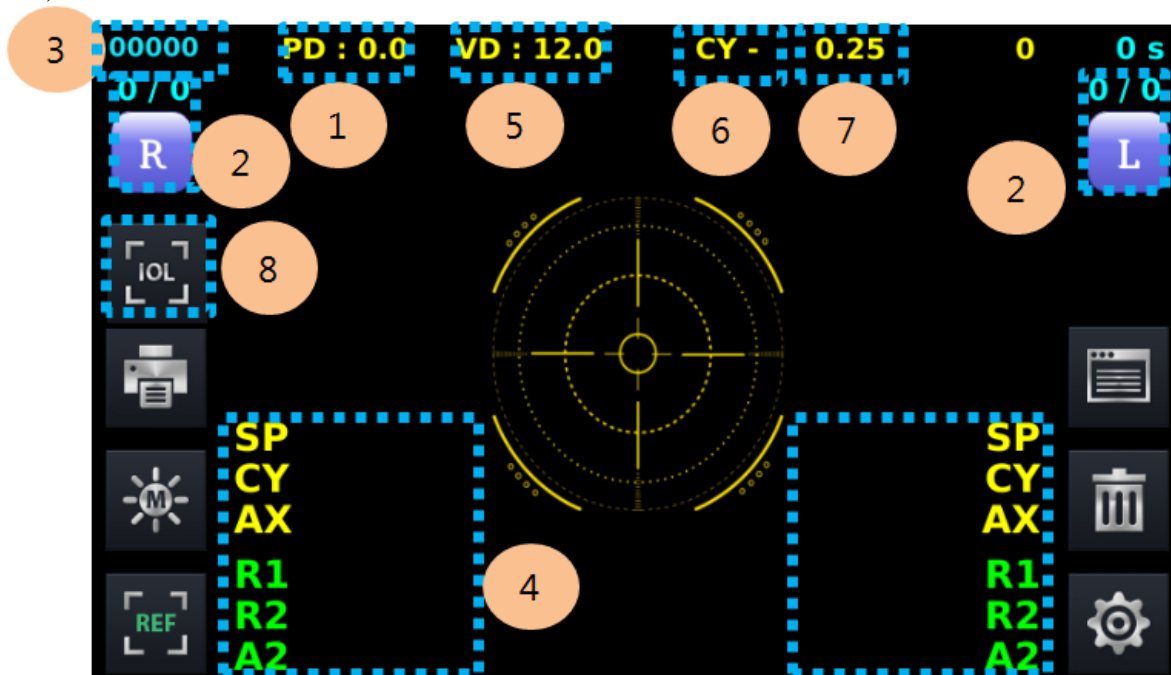 3
00000
PD : 0.0
VD : 12.0
CY -
0.25
0
0 s
0 / 0
0 / 0
1
5
6
7
R
2
2
L
IOL
8
SP
SP
CY
CY
M
AX
AX
R1
R1
4
REF
R2
R2
A2
A2